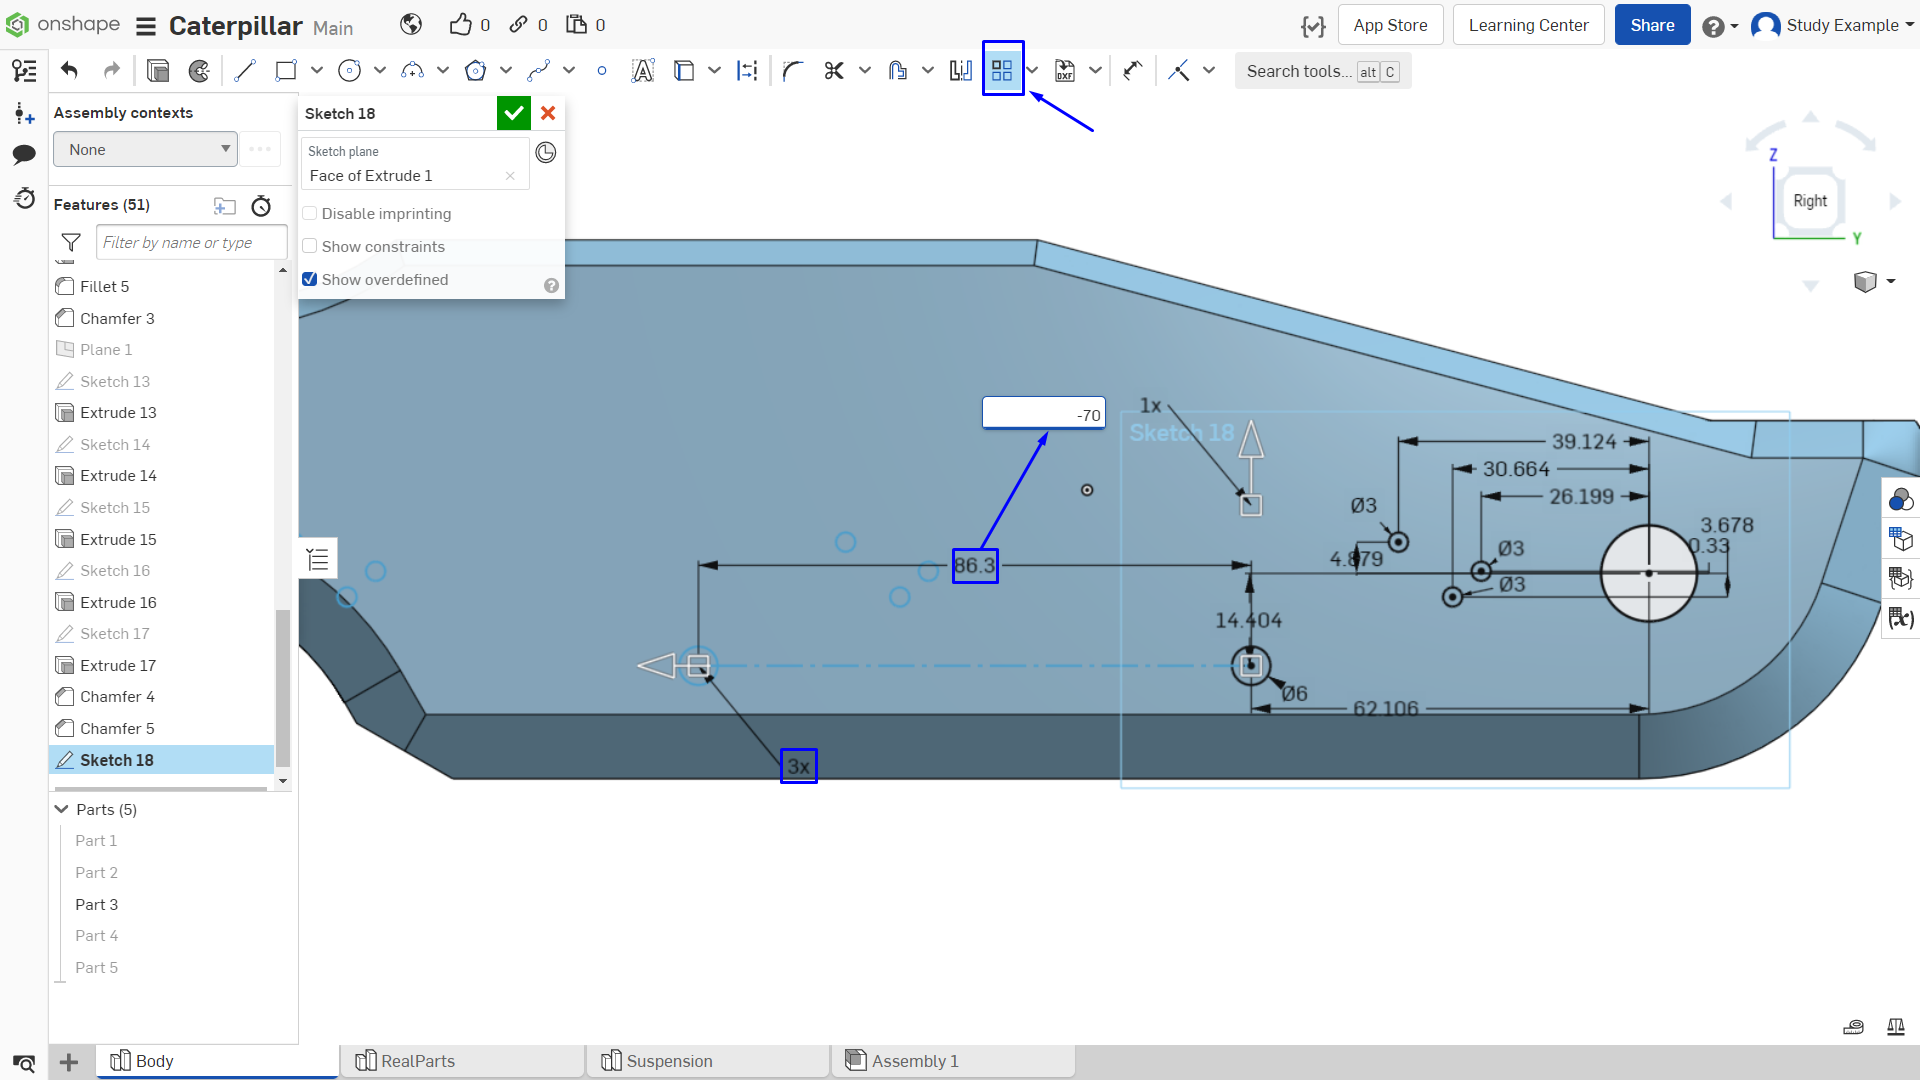 onshape Caterpillar Main 0 0 0 App Store Learning Center Share Study Example
Search tools... alt C
Assembly contexts
None
Features (51)
Filter by name or type
Fillet 5
Chamfer 3
Plane 1
Sketch 13
Extrude 13
Sketch 14
Extrude 14
Sketch 15
Extrude 15
Sketch 16
Extrude 16
Sketch 17
Extrude 17
Chamfer 4
Chamfer 5
Sketch 18
Parts (5)
Part 1
Part 2
Part 3
Part 4
Part 5
Sketch 18
Sketch plane
Face of Extrude 1
Disable imprinting
Show constraints
Show overdefined
Z
Right
Y
-70
1x
Sketch 18
39.124
30.664
26.199
Ø3
3.678
0.33
Ø3
4.879
86.3
Ø3
14.404
Ø6
62.106
3x
Body RealParts Suspension Assembly 1